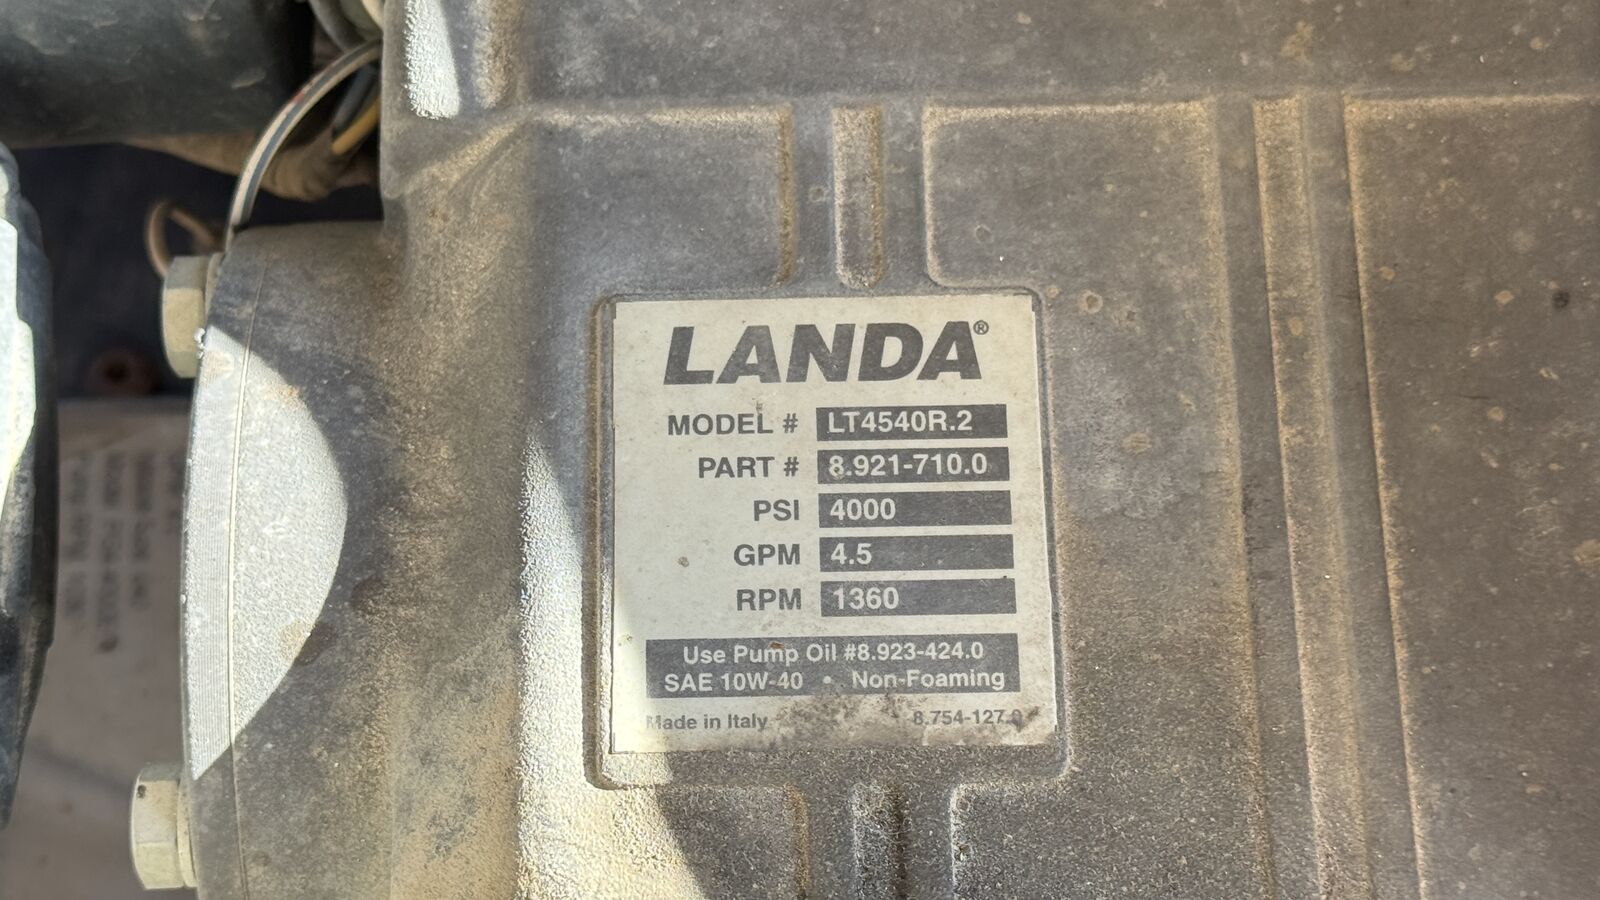 LANDA®
MODEL # LT4540R.2
PART # 8.921-710.0
PSI 4000
GPM 4.5
RPM 1360
Use Pump Oil #8.923-424.0
SAE 10W-40 • Non-Foaming
Made in Italy 8.754-127.0